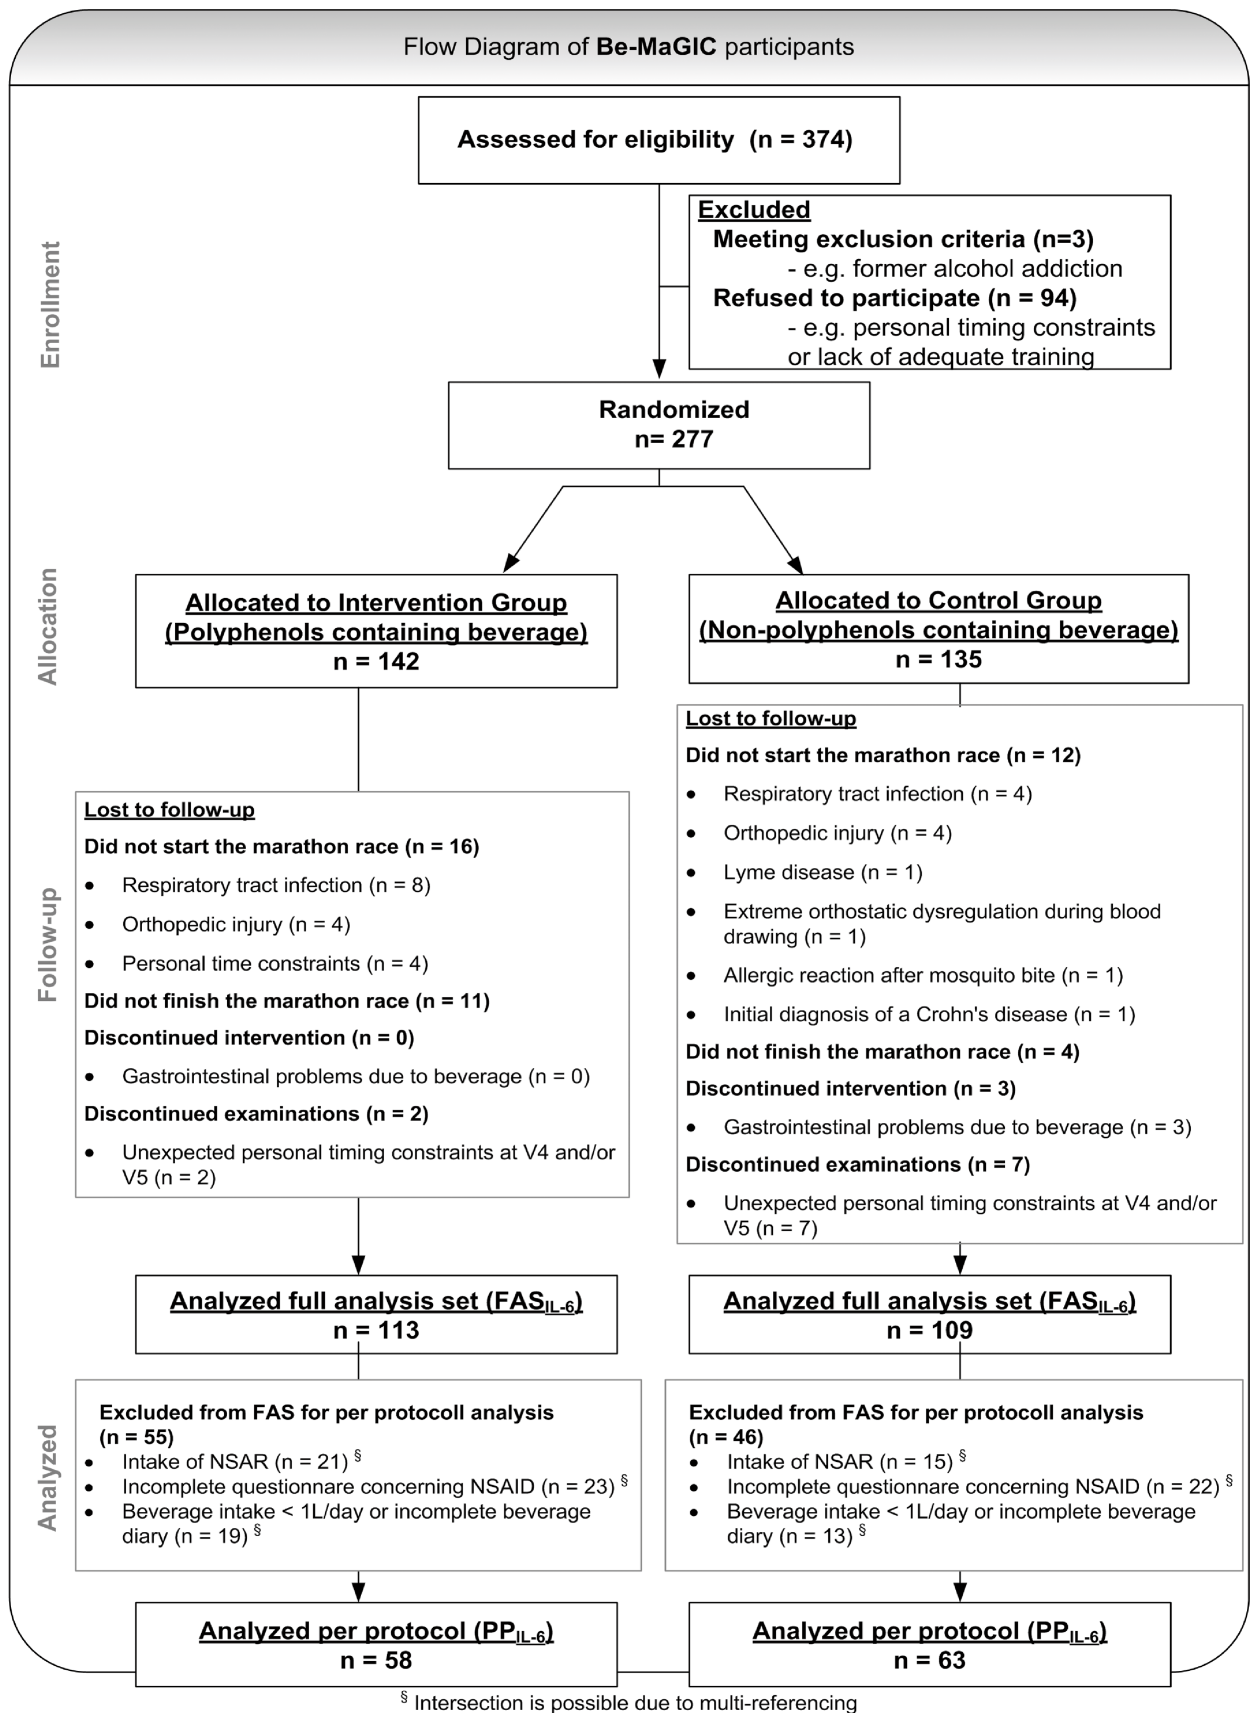 Flow Diagram of Be-MaGIC participants
Assessed for eligibility (n = 374)
Enrollment
Excluded
Meeting exclusion criteria (n=3)
- e.g. former alcohol addiction
Refused to participate (n = 94)
- e.g. personal timing constraints
or lack of adequate training
Randomized
n= 277
Allocation
Allocated to Intervention Group
(Polyphenols containing beverage)
n = 142
Allocated to Control Group
(Non-polyphenols containing beverage)
n = 135
Follow-up
Lost to follow-up
Did not start the marathon race (n = 16)
• Respiratory tract infection (n = 8)
• Orthopedic injury (n = 4)
• Personal time constraints (n = 4)
Did not finish the marathon race (n = 11)
Discontinued intervention (n = 0)
• Gastrointestinal problems due to beverage (n = 0)
Discontinued examinations (n = 2)
• Unexpected personal timing constraints at V4 and/or
V5 (n = 2)
Lost to follow-up
Did not start the marathon race (n = 12)
• Respiratory tract infection (n = 4)
• Orthopedic injury (n = 4)
• Lyme disease (n = 1)
• Extreme orthostatic dysregulation during blood
drawing (n = 1)
• Allergic reaction after mosquito bite (n = 1)
• Initial diagnosis of a Crohn's disease (n = 1)
Did not finish the marathon race (n = 4)
Discontinued intervention (n = 3)
• Gastrointestinal problems due to beverage (n = 3)
Discontinued examinations (n = 7)
• Unexpected personal timing constraints at V4 and/or
V5 (n = 7)
Analyzed full analysis set (FAS IL-6)
n = 113
Analyzed full analysis set (FAS IL-6)
n = 109
Analyzed
Excluded from FAS for per protocoll analysis
(n = 55)
• Intake of NSAR (n = 21) §
• Incomplete questionnare concerning NSAID (n = 23) §
• Beverage intake < 1L/day or incomplete beverage
diary (n = 19) §
Excluded from FAS for per protocoll analysis
(n = 46)
• Intake of NSAR (n = 15) §
• Incomplete questionnare concerning NSAID (n = 22) §
• Beverage intake < 1L/day or incomplete beverage
diary (n = 13) §
Analyzed per protocol (PP IL-6)
n = 58
Analyzed per protocol (PP IL-6)
n = 63
§ Intersection is possible due to multi-referencing